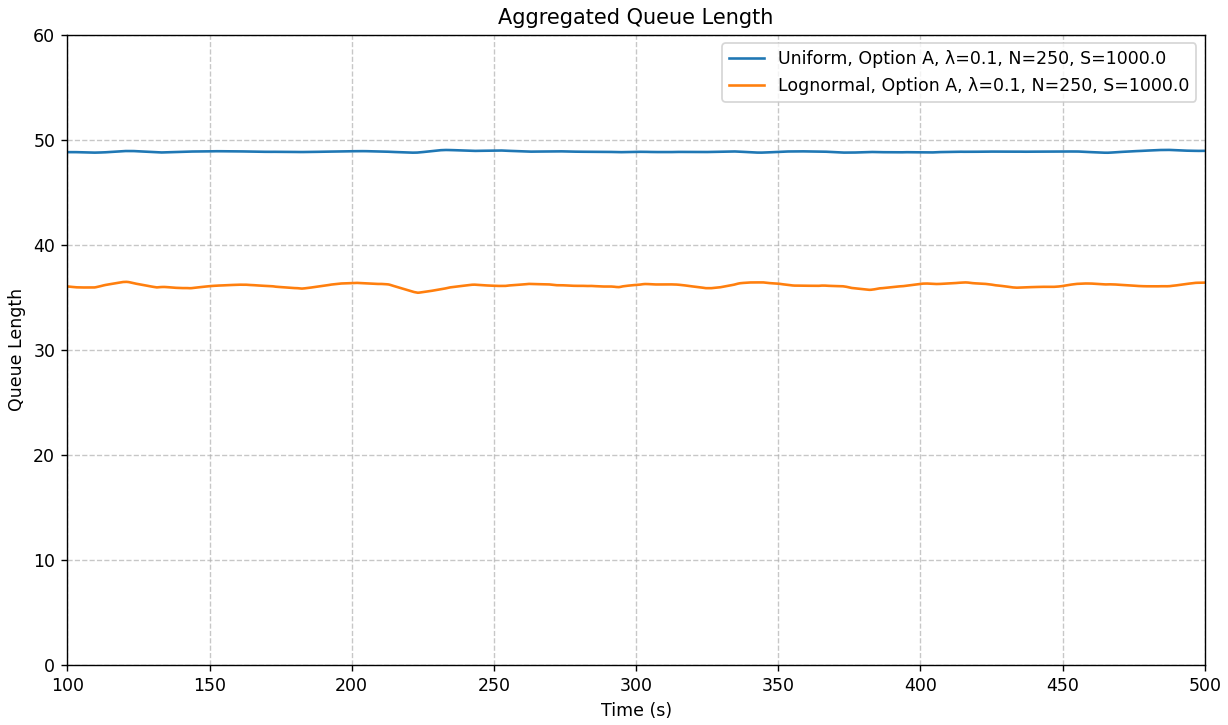 Aggregated Queue Length
Uniform, Option A, λ=0.1, N=250, S=1000.0
Lognormal, Option A, λ=0.1, N=250, S=1000.0
60
50
40
30
20
10
0
Queue Length
100 150 200 250 300 350 400 450 500
Time (s)